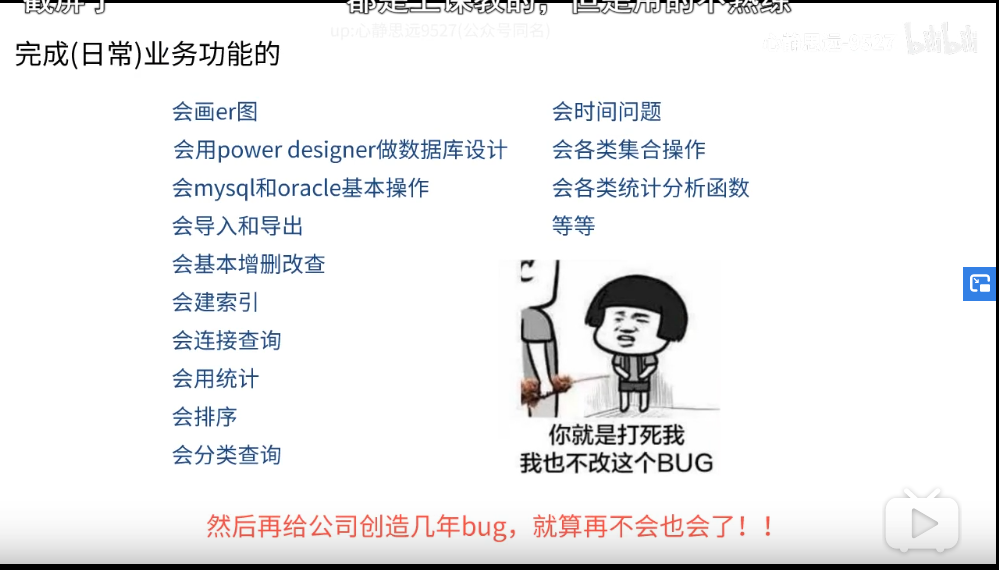 截屏了
都是上课教的，但是用的不熟练
up:心静思远9527(公众号同名)
bilibili
完成(日常)业务功能的
会画er图
会用power designer做数据库设计
会mysql和oracle基本操作
会导入和导出
会基本增删改查
会建索引
会连接查询
会用统计
会排序
会分类查询
会时间问题
会各类集合操作
会各类统计分析函数
等等
你就是打死我
我也不改这个BUG
然后再给公司创造几年bug，就算再不会也会了！！